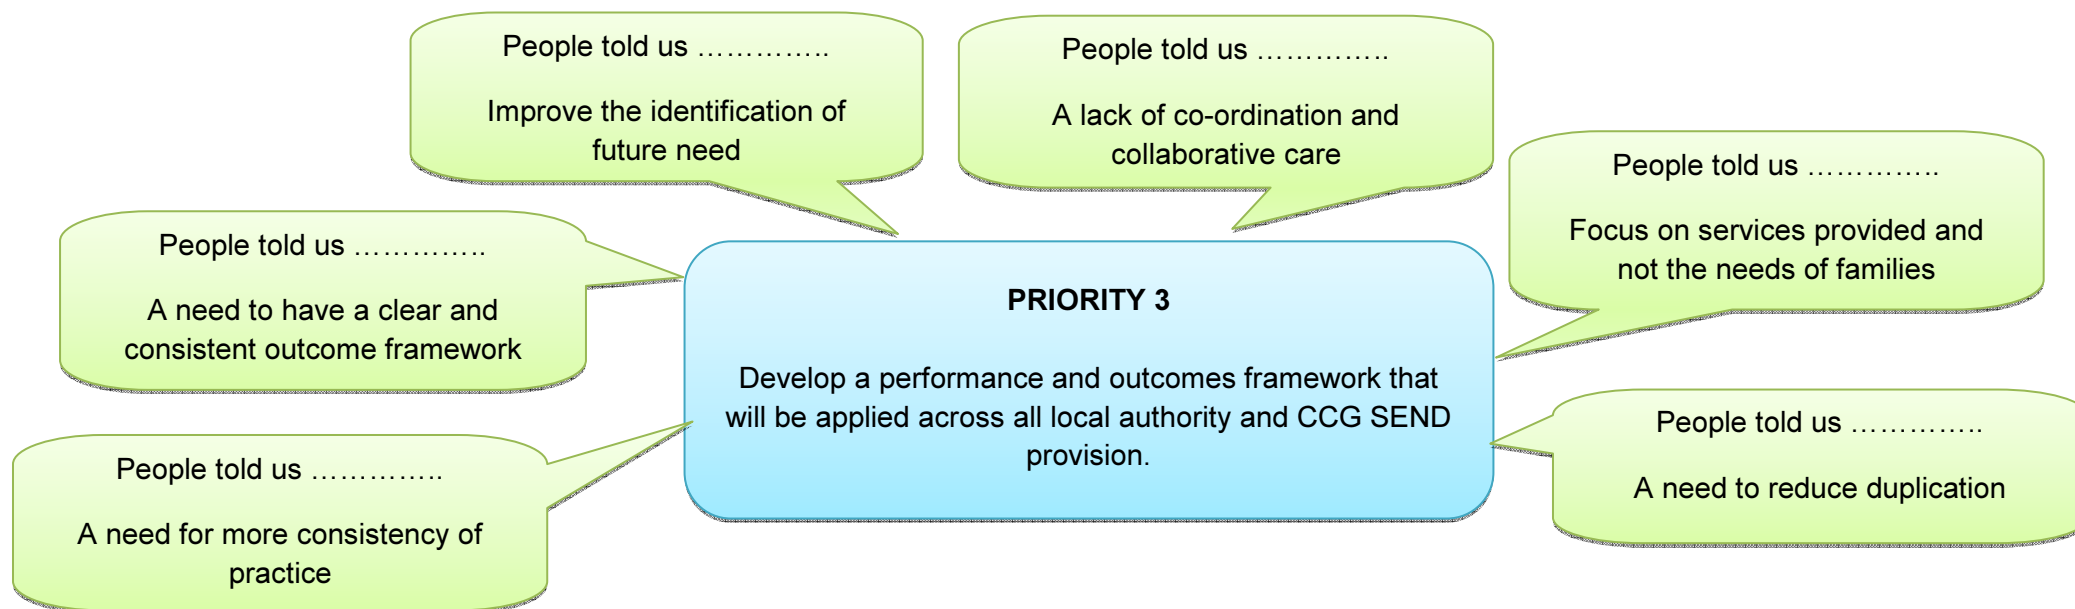 People told us …………..
Improve the identification of
future need
People told us …………..
A lack of co-ordination and
collaborative care
People told us …………..
Focus on services provided and
not the needs of families
People told us …………..
A need to have a clear and
consistent outcome framework
PRIORITY 3
Develop a performance and outcomes framework that
will be applied across all local authority and CCG SEND
provision.
People told us …………..
A need to reduce duplication
People told us …………..
A need for more consistency of
practice